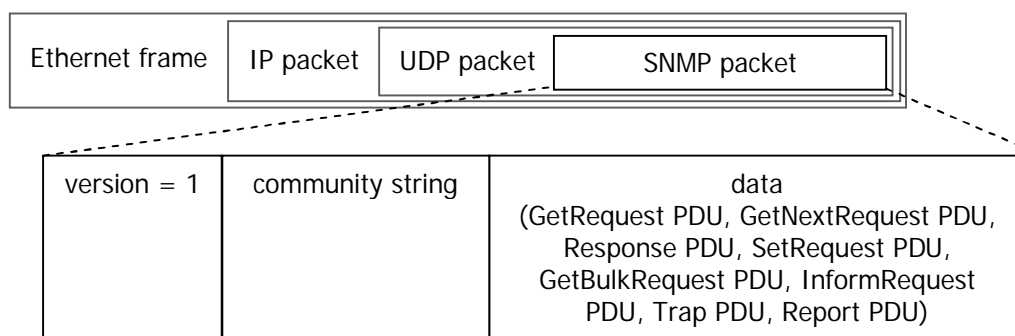 Ethernet frame
IP packet
UDP packet
SNMP packet
version = 1
community string
data
(GetRequest PDU, GetNextRequest PDU,
Response PDU, SetRequest PDU,
GetBulkRequest PDU, InformRequest
PDU, Trap PDU, Report PDU)